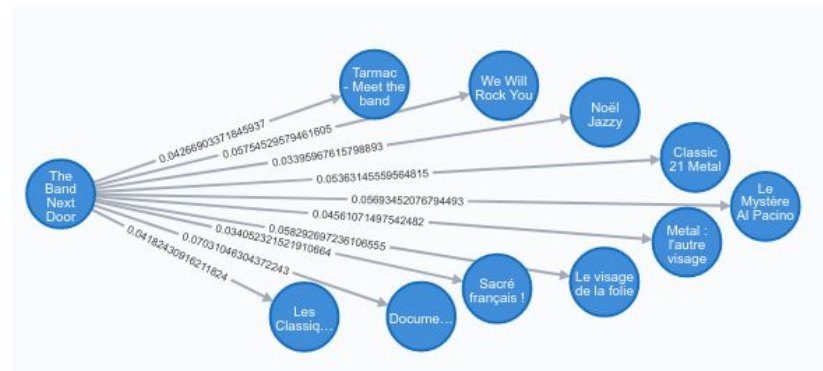 Tarmac
- Meet the
band
We Will
Rock You
Noël
Jazzy
Classic
21 Metal
Le
Mystère
Al Pacino
Metal :
l'autre
visage
Le visage
de la folie
Sacré
français !
Docume...
Les
Classiq...
The
Band
Next
Door
0.04266903371845937
0.05754529579461605
0.03395967615798893
0.05363145559564815
0.05693452076794493
0.04561071497542482
0.058292697236106555
0.034052321521910664
0.07031046304372243
0.04182430916211824